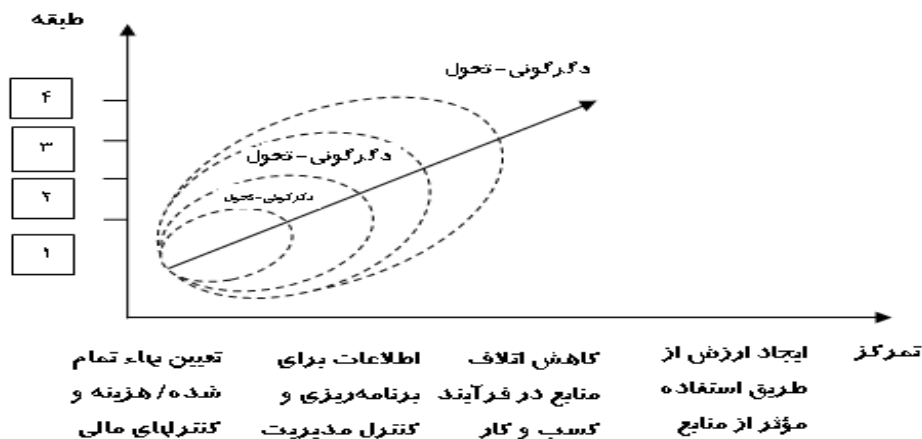 طبقه
دگرگونی-تحول
۴
۳
دگرگونی-تحول
۲
دگرگونی-تحول
۱
تمرکز
ایجاد ارزش از
طریق استفاده
مؤثر از منابع
کاهش اتلاف
منابع در فرآیند
کسب و کار
اطلاعات برای
برنامه‌ریزی و
کنترل مدیریت
تعیین بهاء تمام
شده/هزینه و
کنترلهای مالی